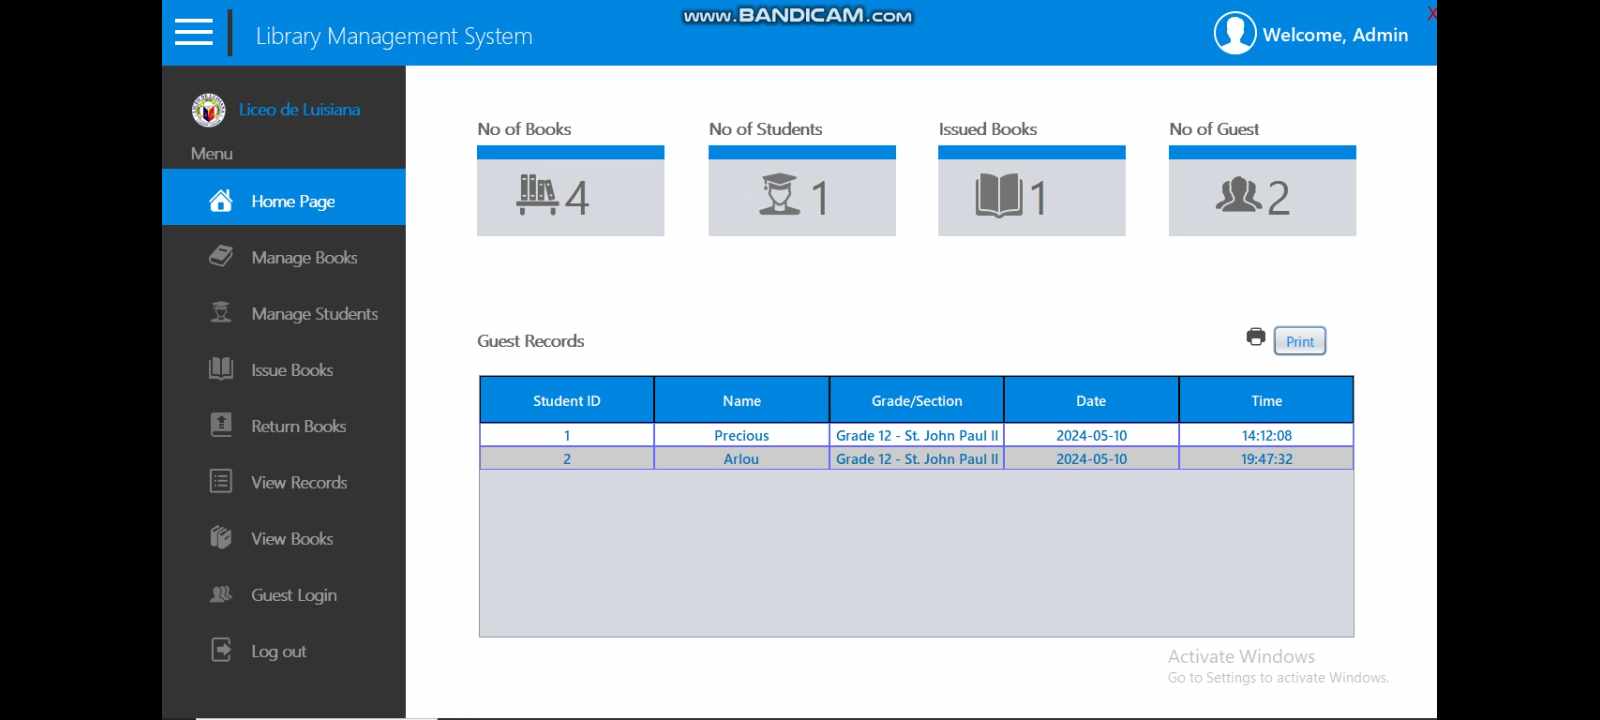 www.BANDICAM.com
X
Library Management System
Welcome, Admin
Liceo de Luisiana
Menu
Home Page
Manage Books
Manage Students
Issue Books
Return Books
View Records
View Books
Guest Login
Log out
No of Books
No of Students
Issued Books
No of Guest
4
1
1
2
Guest Records
Print
Student ID Name Grade/Section Date Time
1 Precious Grade 12 - St. John Paul II 2024-05-10 14:12:08
2 Arlou Grade 12 - St. John Paul II 2024-05-10 19:47:32
Activate Windows
Go to Settings to activate Windows.